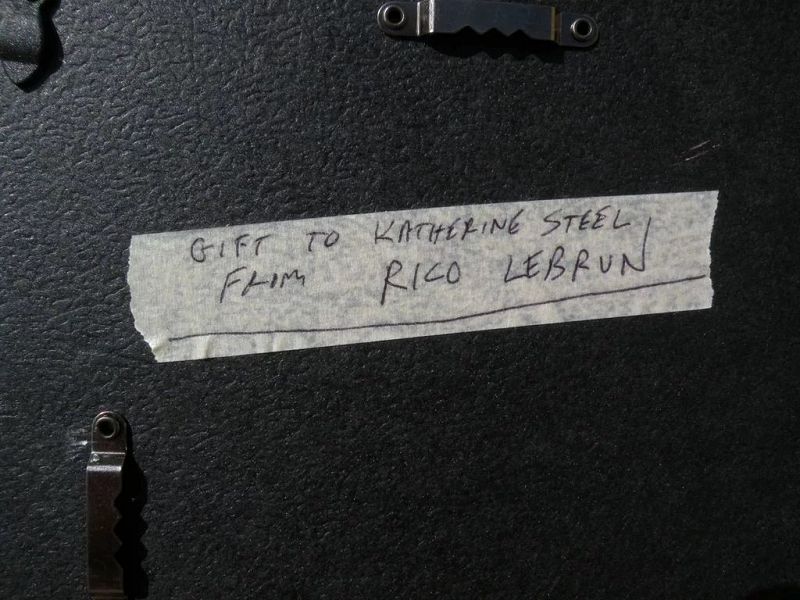 GIFT TO KATHERINE STEEL
FROM RICO LEBRUN